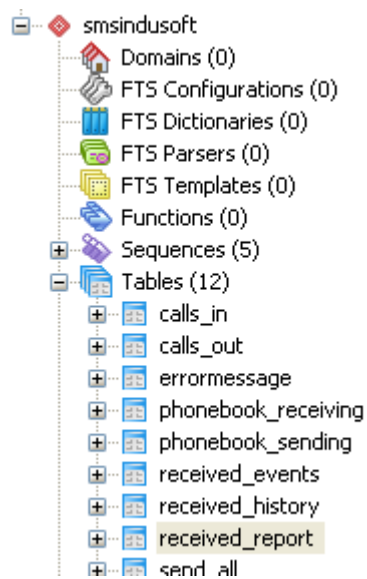 smsindusoft
Domains (0)
FTS Configurations (0)
FTS Dictionaries (0)
FTS Parsers (0)
FTS Templates (0)
Functions (0)
Sequences (5)
Tables (12)
calls_in
calls_out
errormessage
phonebook_receiving
phonebook_sending
received_events
received_history
received_report
send_all